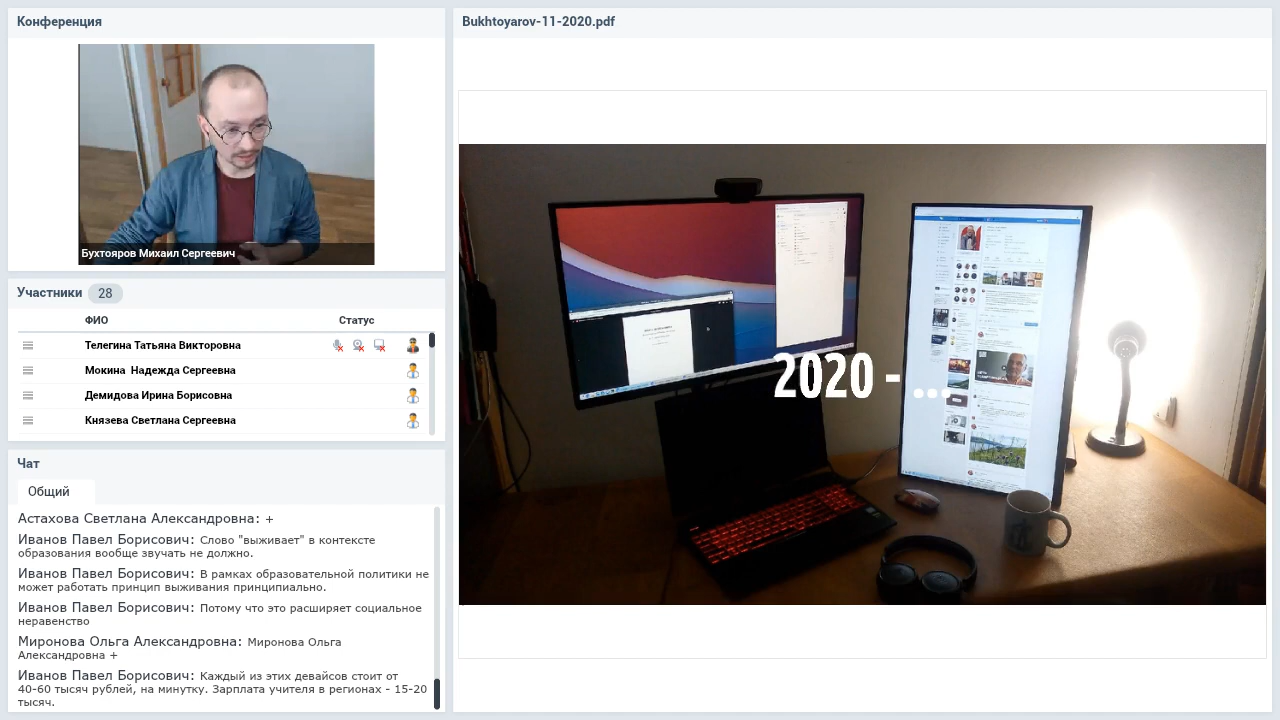 Конференция
Бухтояров Михаил Сергеевич
Участники 28
ФИО Статус
Телегина Татьяна Викторовна
Мокина Надежда Сергеевна
Демидова Ирина Борисовна
Князева Светлана Сергеевна
Чат
Общий
Астахова Светлана Александровна: +
Иванов Павел Борисович: Слово "выживает" в контексте
образования вообще звучать не должно.
Иванов Павел Борисович: В рамках образовательной политики не
может работать принцип выживания принципиально.
Иванов Павел Борисович: Потому что это расширяет социальное
неравенство
Миронова Ольга Александровна: Миронова Ольга
Александровна +
Иванов Павел Борисович: Каждый из этих девайсов стоит от
40-60 тысяч рублей, на минутку. Зарплата учителя в регионах - 15-20
тысяч.
Bukhtoyarov-11-2020.pdf
2020 - ...